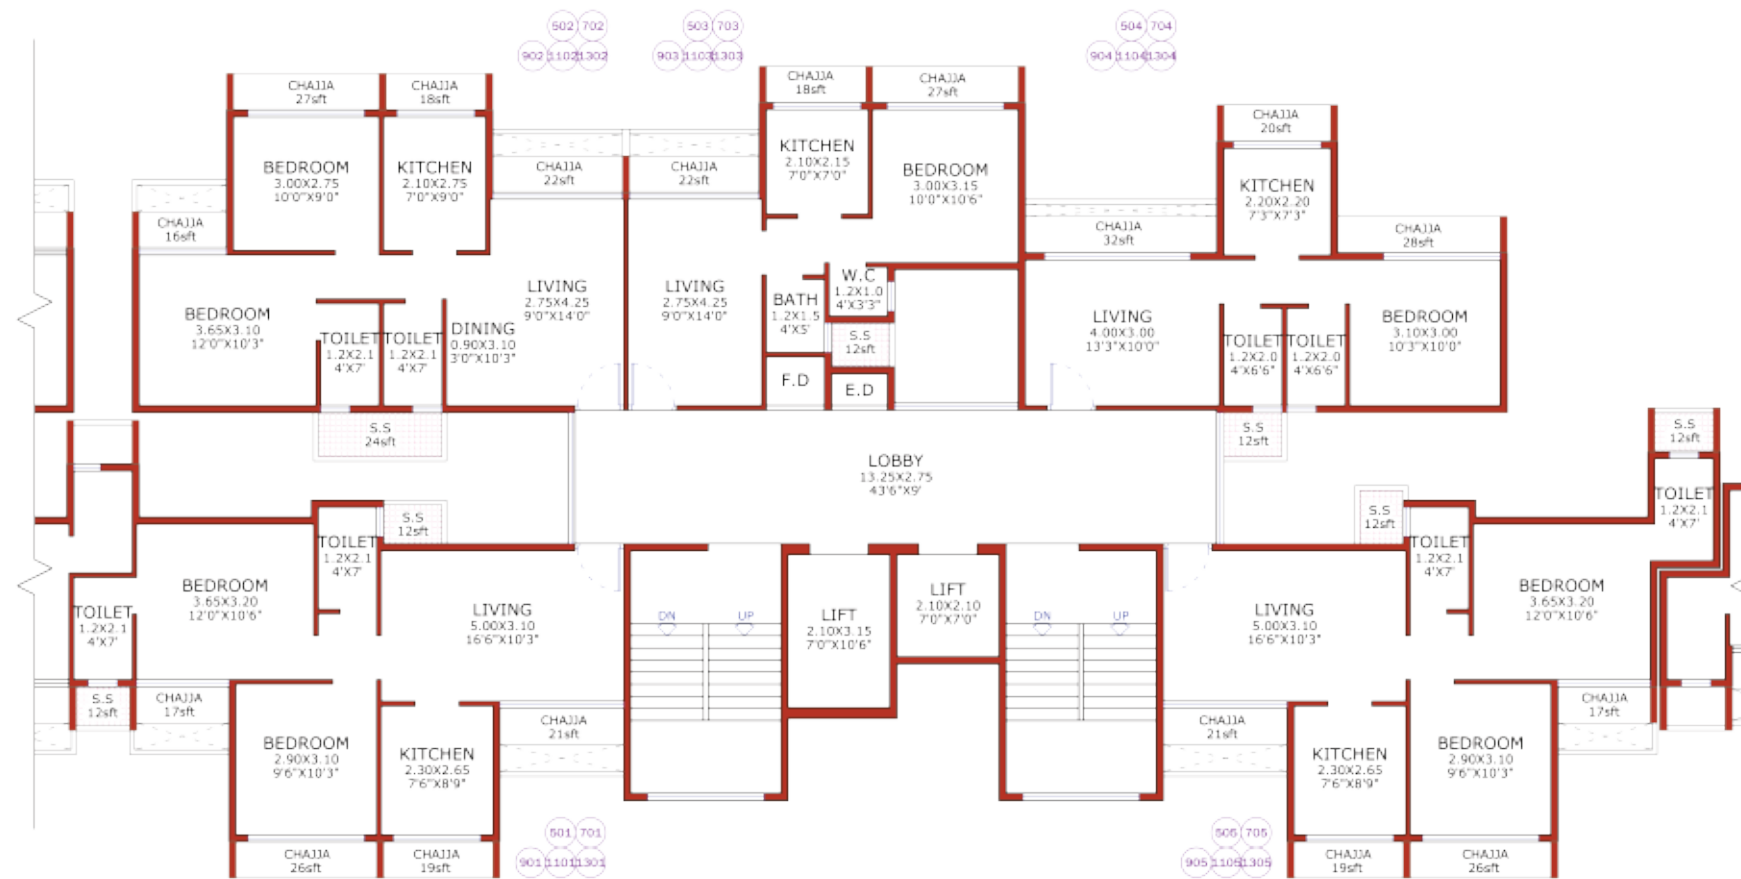 502 702
503 703
504 704
902 1102 1302
903 1103 1303
904 1104 1304
CHAJJA
27sft
CHAJJA
18sft
CHAJJA
18sft
CHAJJA
27sft
CHAJJA
20sft
BEDROOM
3.00X2.75
10'0"X9'0"
KITCHEN
2.10X2.75
7'0"X9'0"
CHAJJA
22sft
CHAJJA
22sft
KITCHEN
2.10X2.15
7'0"X7'0"
BEDROOM
3.00X3.15
10'0"X10'6"
KITCHEN
2.20X2.20
7'3"X7'3"
CHAJJA
16sft
CHAJJA
32sft
CHAJJA
28sft
BEDROOM
3.65X3.10
12'0"X10'3"
TOILET
1.2X2.1
4'X7'
TOILET
1.2X2.1
4'X7'
DINING
0.90X3.10
3'0"X10'3"
LIVING
2.75X4.25
9'0"X14'0"
LIVING
2.75X4.25
9'0"X14'0"
BATH
1.2X1.5
4'X5'
W.C
1.2X1.0
4'X3'3"
S.S
12sft
F.D
E.D
LIVING
4.00X3.00
13'3"X10'0"
TOILET
1.2X2.0
4'X6'6"
TOILET
1.2X2.0
4'X6'6"
BEDROOM
3.10X3.00
10'3"X10'0"
S.S
24sft
S.S
12sft
S.S
12sft
LOBBY
13.25X2.75
43'6"X9'
S.S
12sft
S.S
12sft
TOILET
1.2X2.1
4'X7'
TOILET
1.2X2.1
4'X7'
TOILET
1.2X2.1
4'X7'
BEDROOM
3.65X3.20
12'0"X10'6"
TOILET
1.2X2.1
4'X7'
LIVING
5.00X3.10
16'6"X10'3"
DN UP
LIFT
2.10X3.15
7'0"X10'6"
LIFT
2.10X2.10
7'0"X7'0"
DN UP
LIVING
5.00X3.10
16'6"X10'3"
BEDROOM
3.65X3.20
12'0"X10'6"
S.S
12sft
CHAJJA
17sft
CHAJJA
21sft
CHAJJA
21sft
CHAJJA
17sft
BEDROOM
2.90X3.10
9'6"X10'3"
KITCHEN
2.30X2.65
7'6"X8'9"
KITCHEN
2.30X2.65
7'6"X8'9"
BEDROOM
2.90X3.10
9'6"X10'3"
501 701
505 705
901 1101 1301
905 1105 1305
CHAJJA
26sft
CHAJJA
19sft
CHAJJA
19sft
CHAJJA
26sft